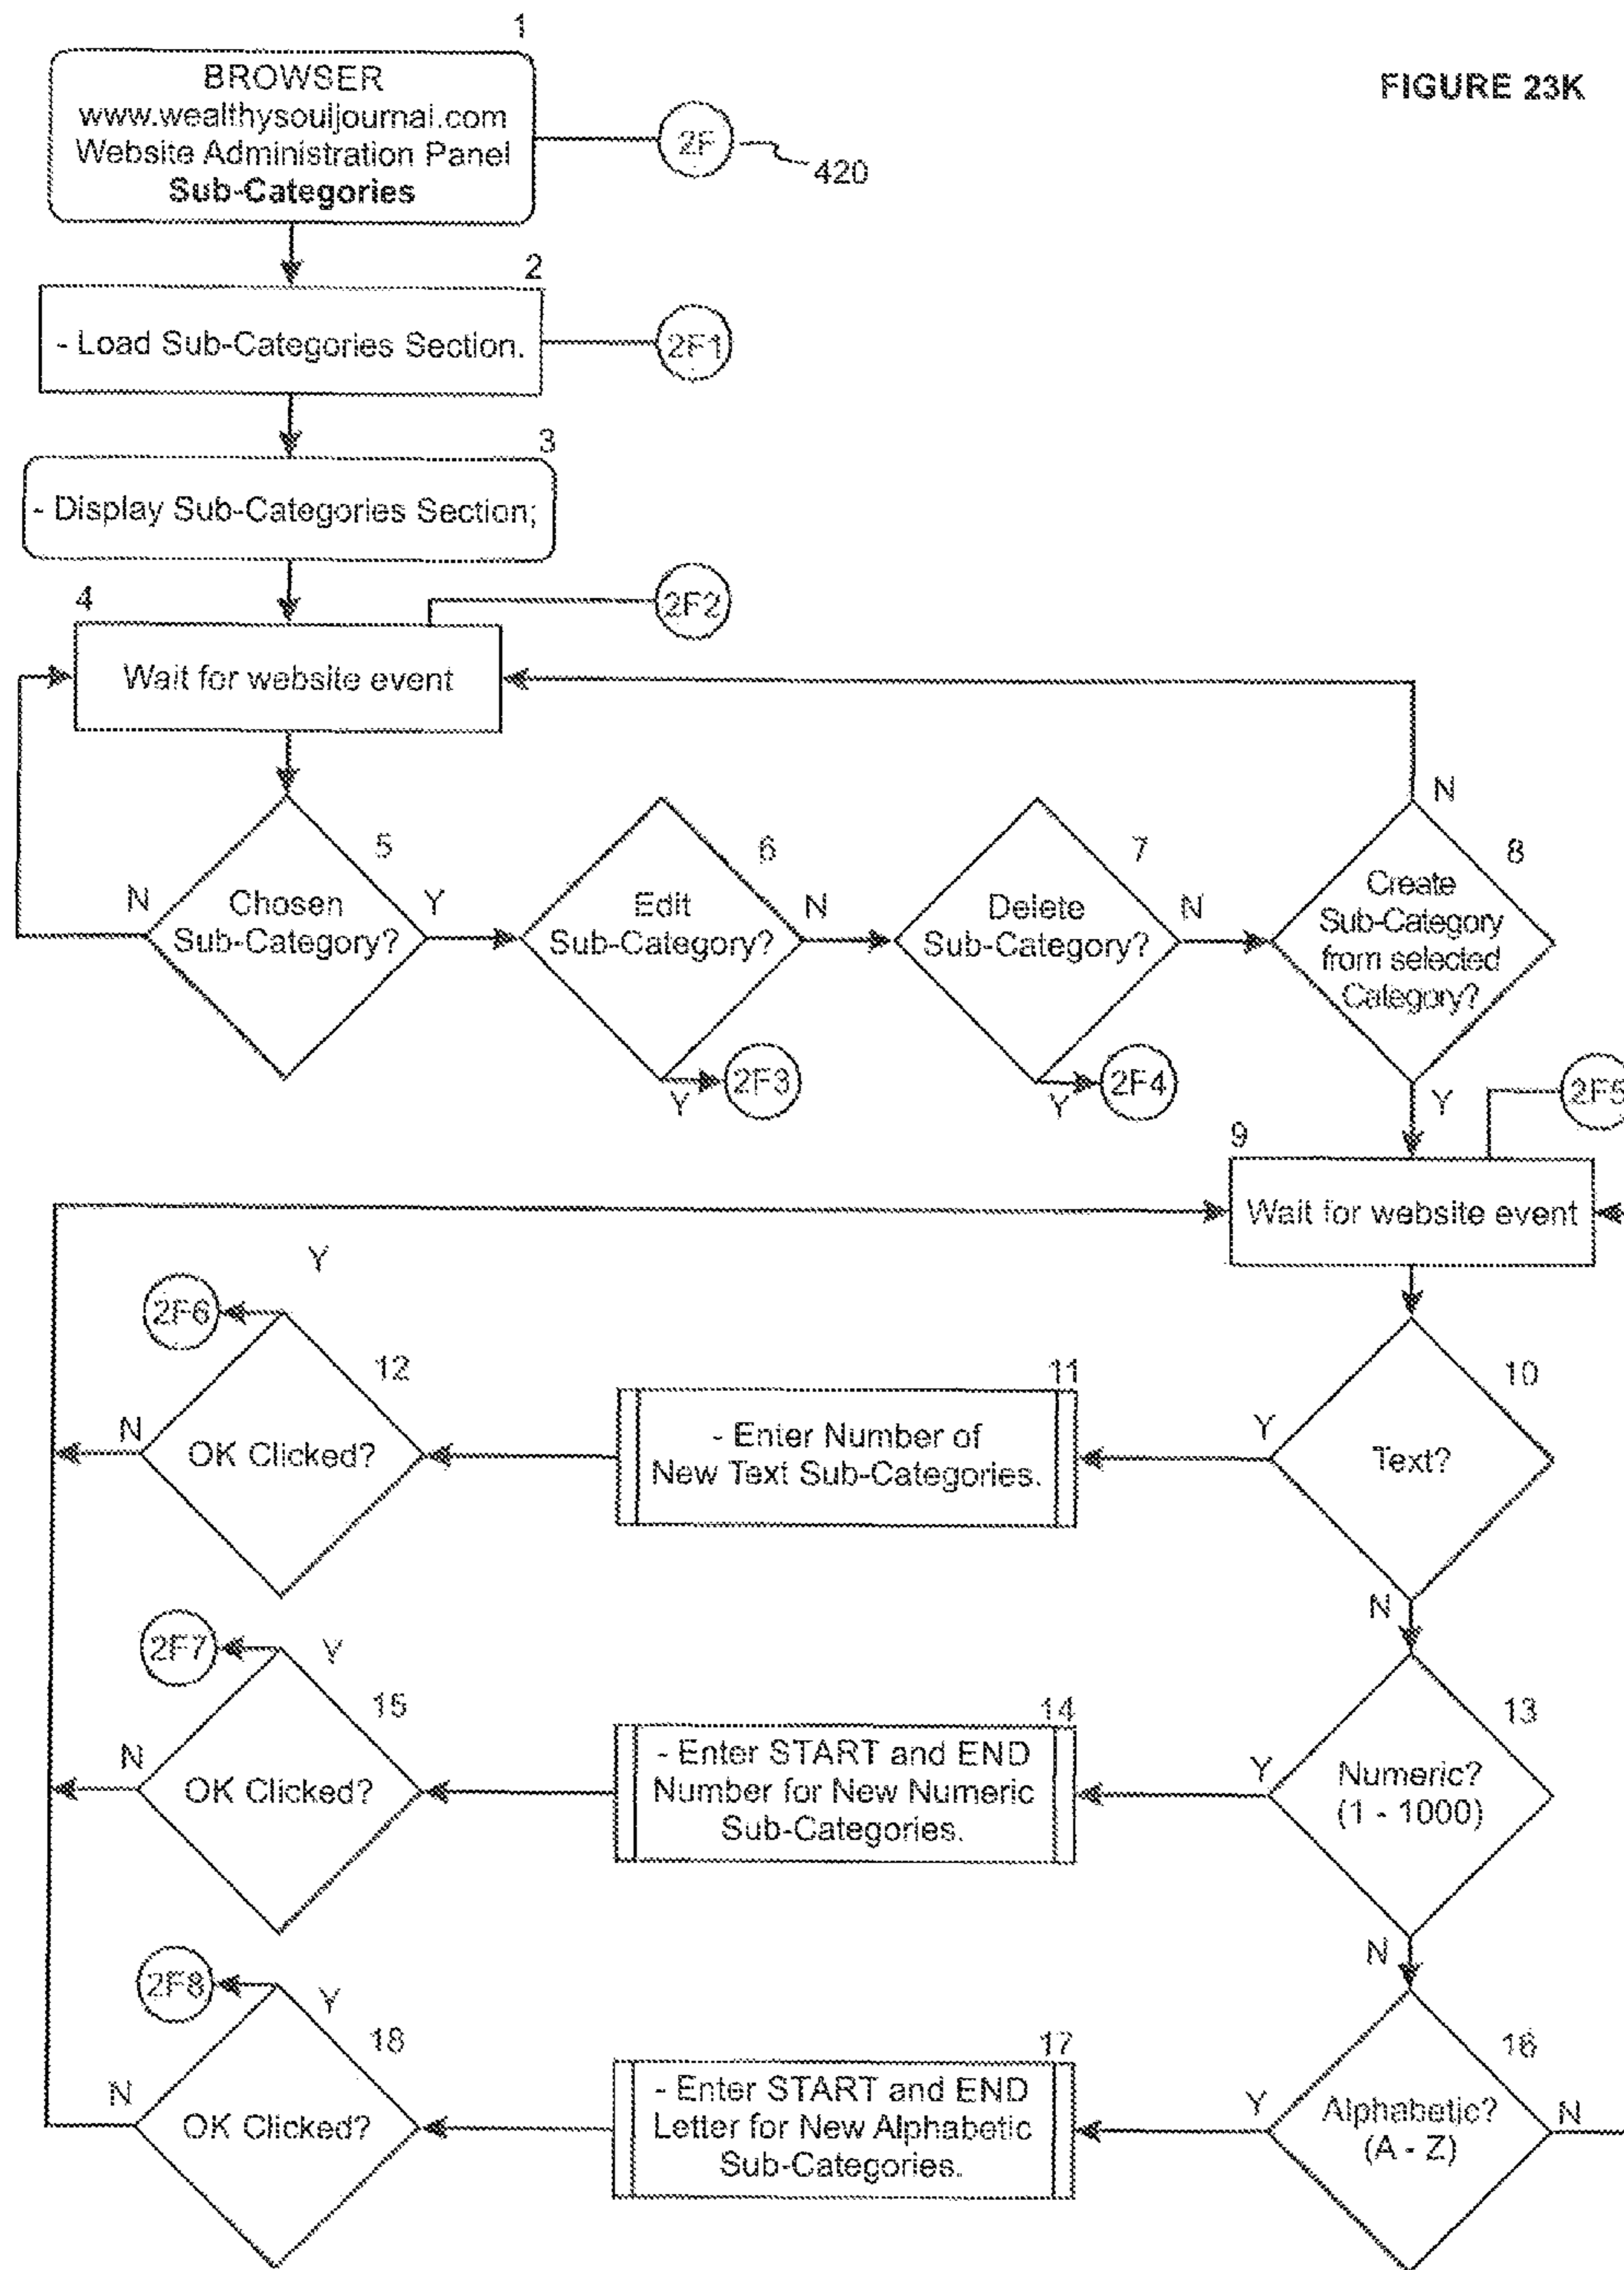 FIGURE 23K
1
BROWSER
www.wealthysouljournal.com
Website Administration Panel
Sub-Categories
2F
420
2
- Load Sub-Categories Section.
2F1
3
- Display Sub-Categories Section;
4
2F2
Wait for website event
5
N
Chosen
Sub-Category?
Y
6
Edit
Sub-Category?
N
Y
2F3
7
Delete
Sub-Category?
N
Y
2F4
N
8
Create
Sub-Category
from selected
Category?
Y
2F5
9
Wait for website event
10
Text?
Y
N
11
- Enter Number of
New Text Sub-Categories.
Y
2F6
12
N
OK Clicked?
13
Numeric?
(1 - 1000)
Y
N
14
- Enter START and END
Number for New Numeric
Sub-Categories.
2F7
Y
15
N
OK Clicked?
16
Alphabetic?
(A - Z)
Y
N
17
- Enter START and END
Letter for New Alphabetic
Sub-Categories.
2F8
Y
18
N
OK Clicked?